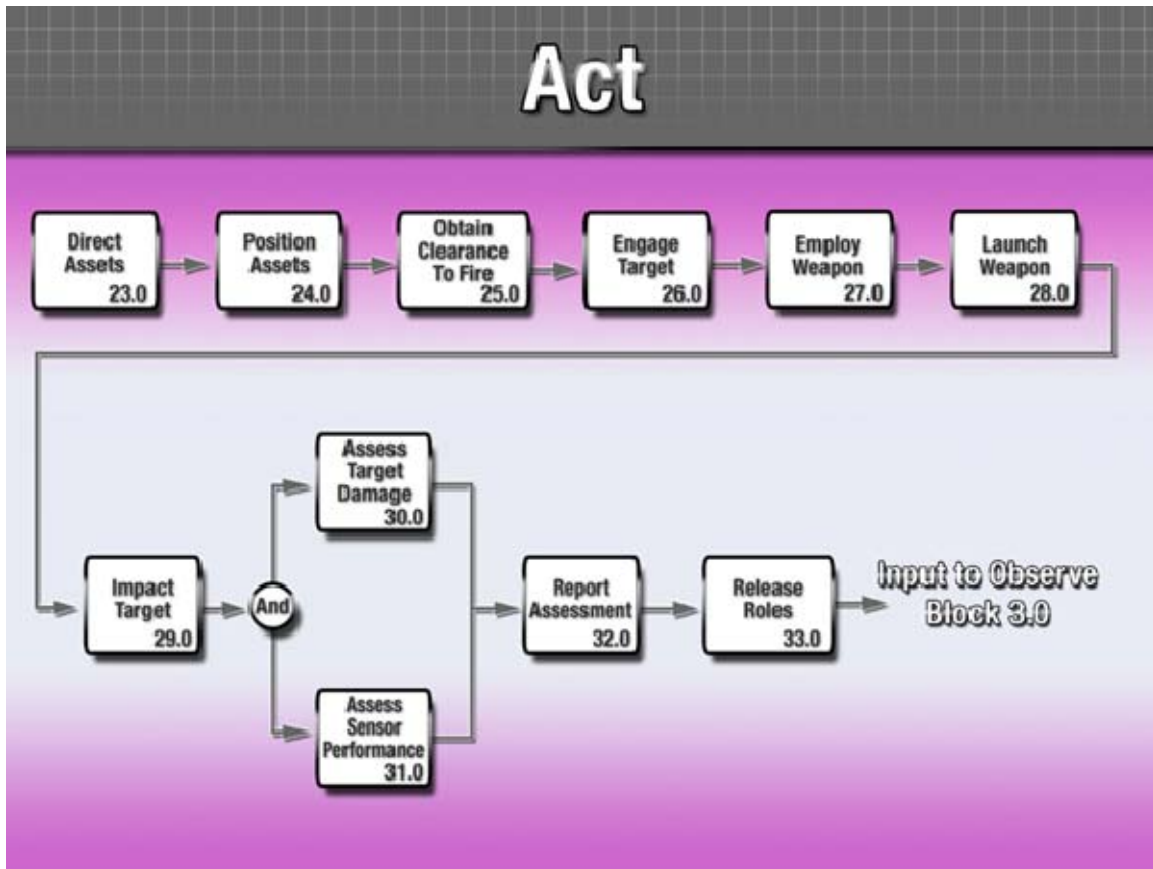 Act
Direct
Assets
23.0
Position
Assets
24.0
Obtain
Clearance
To Fire
25.0
Engage
Target
26.0
Employ
Weapon
27.0
Launch
Weapon
28.0
Assess
Target
Damage
30.0
Impact
Target
29.0
And
Report
Assessment
32.0
Release
Roles
33.0
Input to Observe
Block 3.0
Assess
Sensor
Performance
31.0